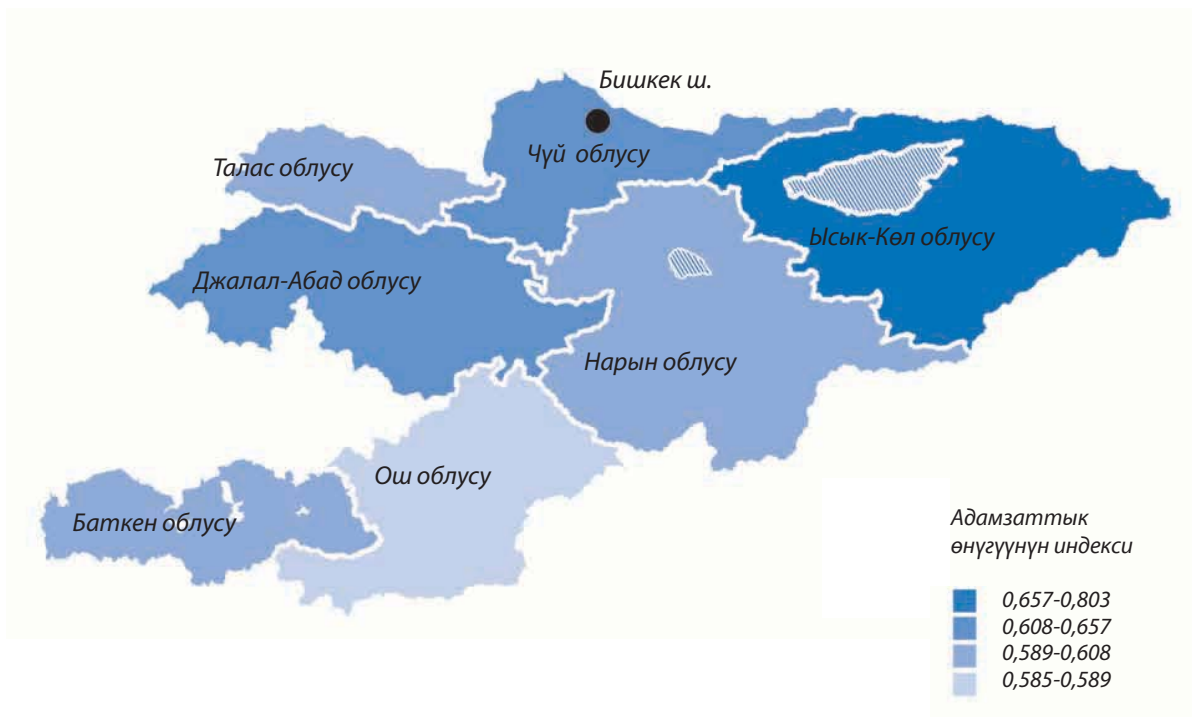 Бишкек ш.
Чүй облусу
Талас облусу
Ысык-Көл облусу
Джалал-Абад облусу
Нарын облусу
Ош облусу
Баткен облусу
Адамзаттык
өнүгүүнүн индекси
0,657-0,803
0,608-0,657
0,589-0,608
0,585-0,589